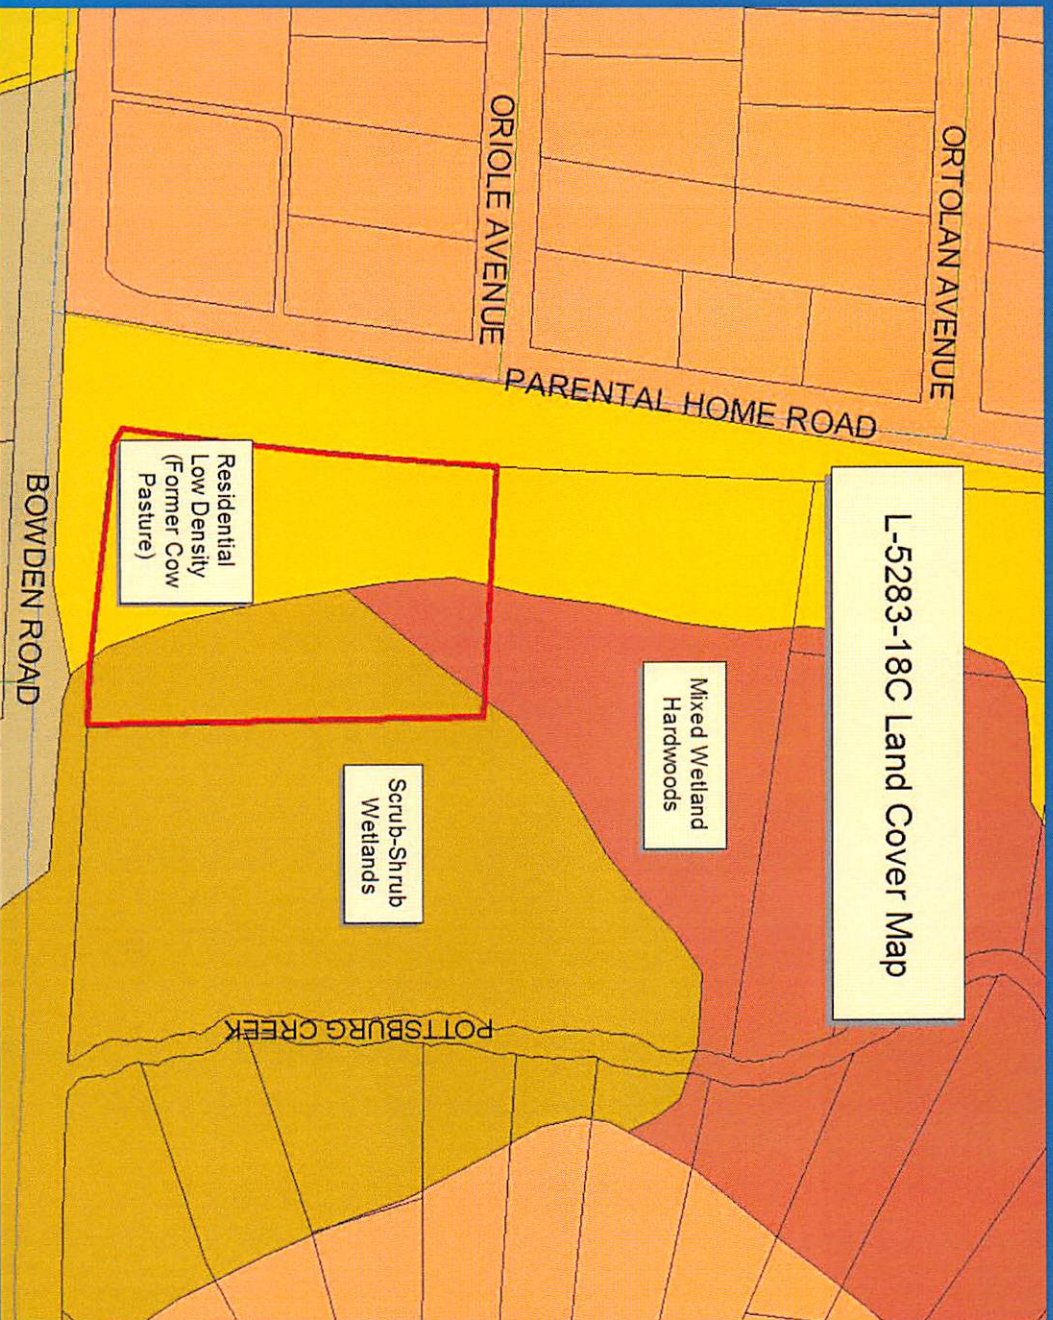 L-5283-18C Land Cover Map
ORTOLAN AVENUE
ORIOLE AVENUE
PARENTAL HOME ROAD
Mixed Wetland
Hardwoods
Residential
Low Density
(Former Cow
Pasture)
Scrub-Shrub
Wetlands
POTTSBURG CREEK
BOWDEN ROAD